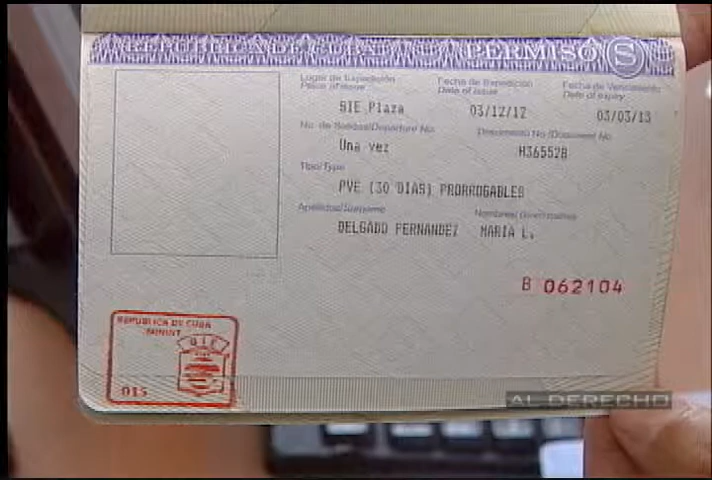 REPUBLICA DE CUBA PERMISO S
Lugar de Expedición Fecha de Expedición Fecha de Vencimiento
Place of issue Date of issue Date of expiry
SIE Plaza 03/12/12 03/03/13
No. de Salidas/Departure No. Documento No/Document No.
Una vez H365528
Tipo/Type
PVE (30 DIAS) PRORROGABLES
Apellidos/Surname Nombres/Given names
DELGADO FERNANDEZ MARIA L.
B 062104
REPUBLICA DE CUBA
MININT
015
AL DERECHO